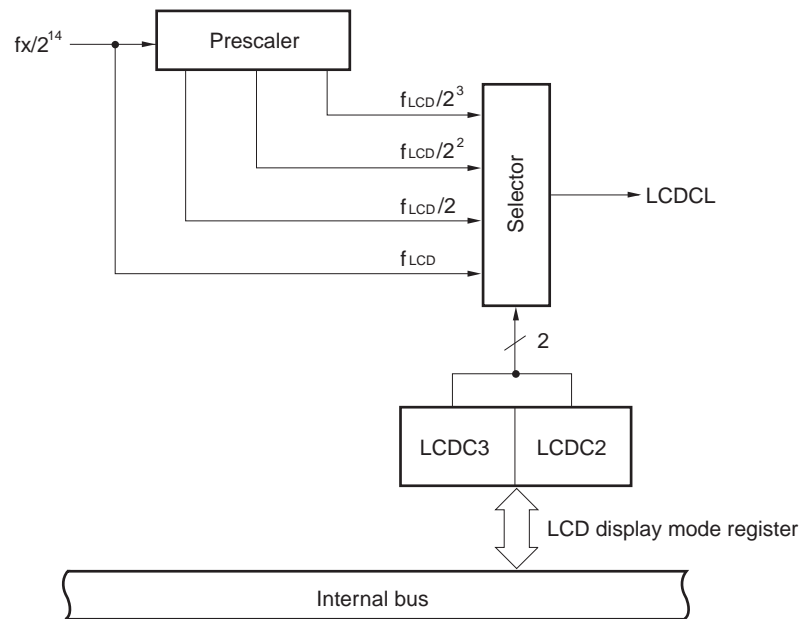 fx/2¹⁴
Prescaler
fLCD/2³
fLCD/2²
fLCD/2
fLCD
Selector
LCDCL
2
LCDC3
LCDC2
LCD display mode register
Internal bus